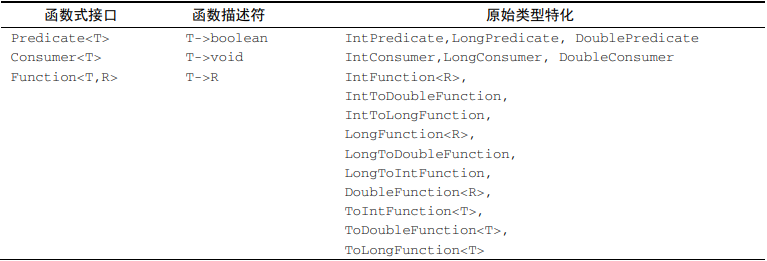 函数式接口 函数描述符 原始类型特化
Predicate<T> T->boolean IntPredicate,LongPredicate, DoublePredicate
Consumer<T> T->void IntConsumer,LongConsumer, DoubleConsumer
Function<T,R> T->R IntFunction<R>,
IntToDoubleFunction,
IntToLongFunction,
LongFunction<R>,
LongToDoubleFunction,
LongToIntFunction,
DoubleFunction<R>,
ToIntFunction<T>,
ToDoubleFunction<T>,
ToLongFunction<T>